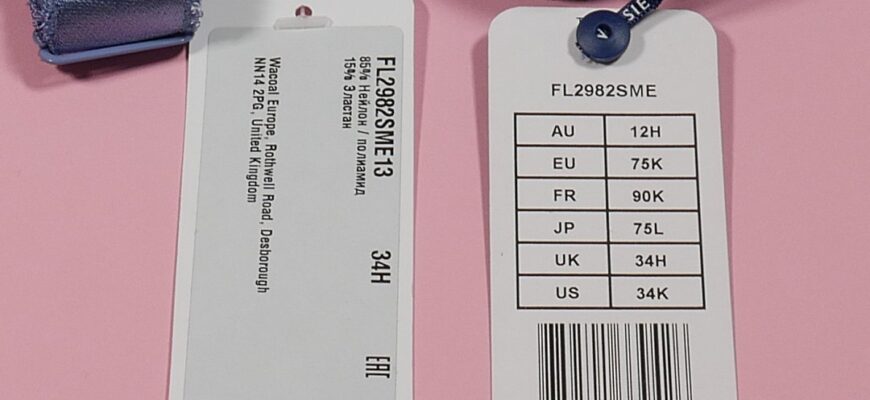 FL2982SME13 34H EAC
85% Нейлон / полиамид
15% Эластан
Wacoal Europe, Rothwell Road, Desborough
NN14 2PG, United Kingdom
SIE
FL2982SME
AU 12H
EU 75K
FR 90K
JP 75L
UK 34H
US 34K